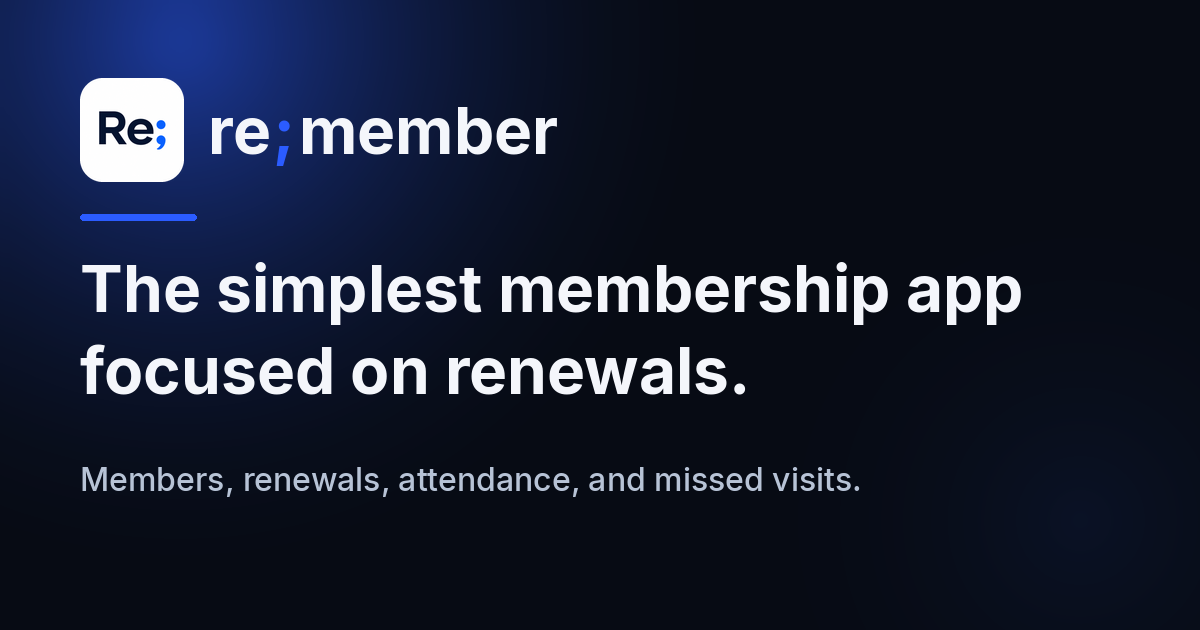 Re;
re;member
The simplest membership app
focused on renewals.
Members, renewals, attendance, and missed visits.